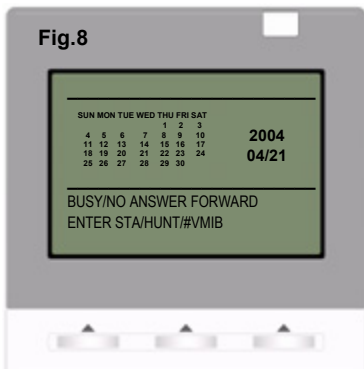 Fig.8
SUN MON TUE WED THU FRI SAT
1 2 3
4 5 6 7 8 9 10
11 12 13 14 15 16 17
18 19 20 21 22 23 24
25 26 27 28 29 30
2004
04/21
BUSY/NO ANSWER FORWARD
ENTER STA/HUNT/#VMIB